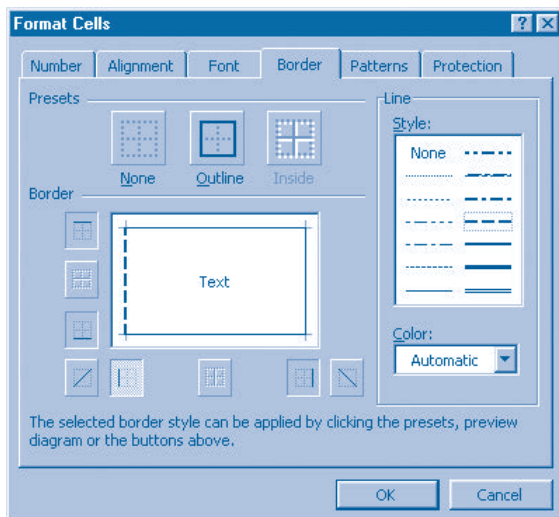 Format Cells
Number Alignment Font Border Patterns Protection
Presets
None Outline Inside
Border
Text
Line
Style:
None
Color:
Automatic
The selected border style can be applied by clicking the presets, preview
diagram or the buttons above.
OK Cancel